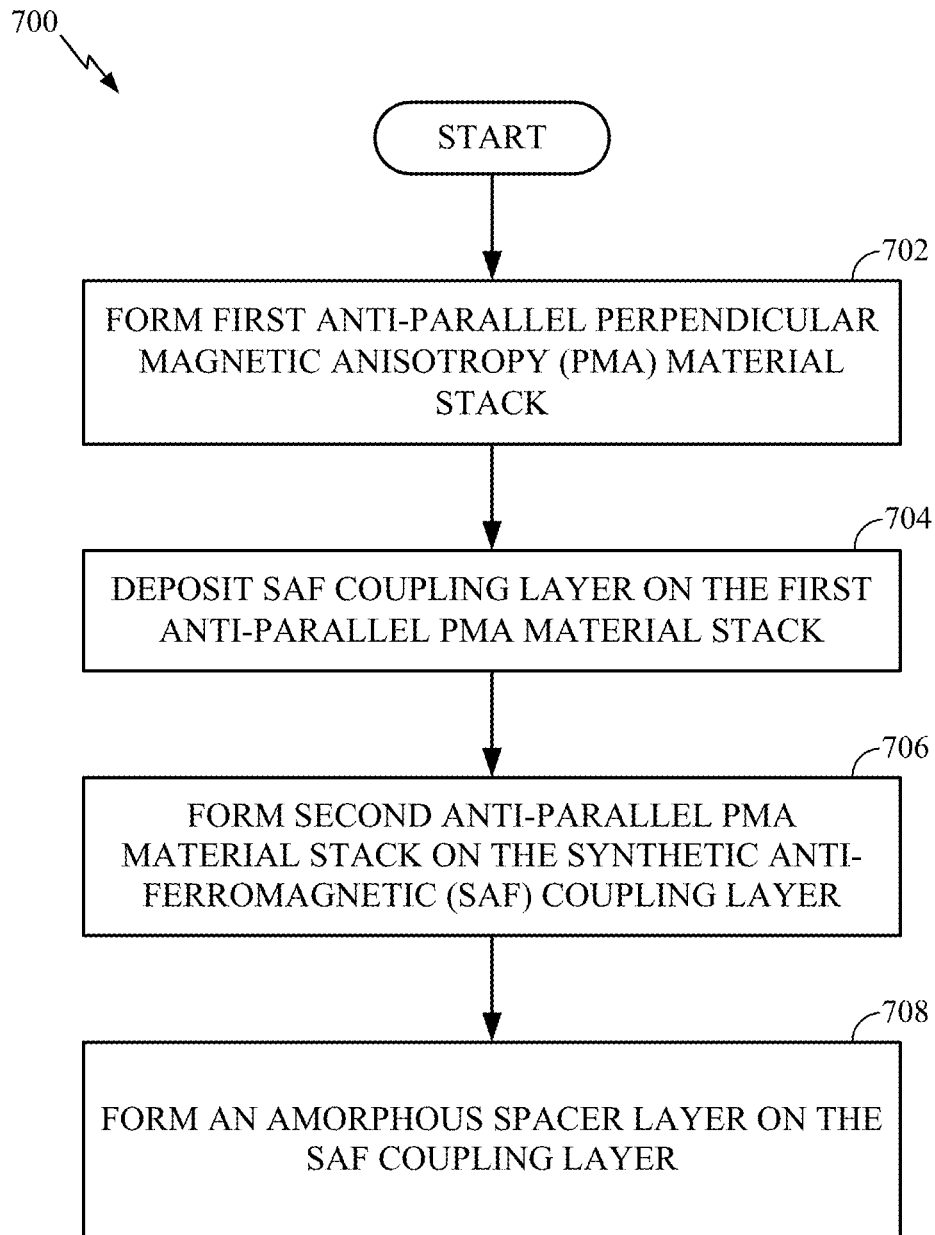 700
START
702
FORM FIRST ANTI-PARALLEL PERPENDICULAR
MAGNETIC ANISOTROPY (PMA) MATERIAL
STACK
704
DEPOSIT SAF COUPLING LAYER ON THE FIRST
ANTI-PARALLEL PMA MATERIAL STACK
706
FORM SECOND ANTI-PARALLEL PMA
MATERIAL STACK ON THE SYNTHETIC ANTI-
FERROMAGNETIC (SAF) COUPLING LAYER
708
FORM AN AMORPHOUS SPACER LAYER ON THE
SAF COUPLING LAYER